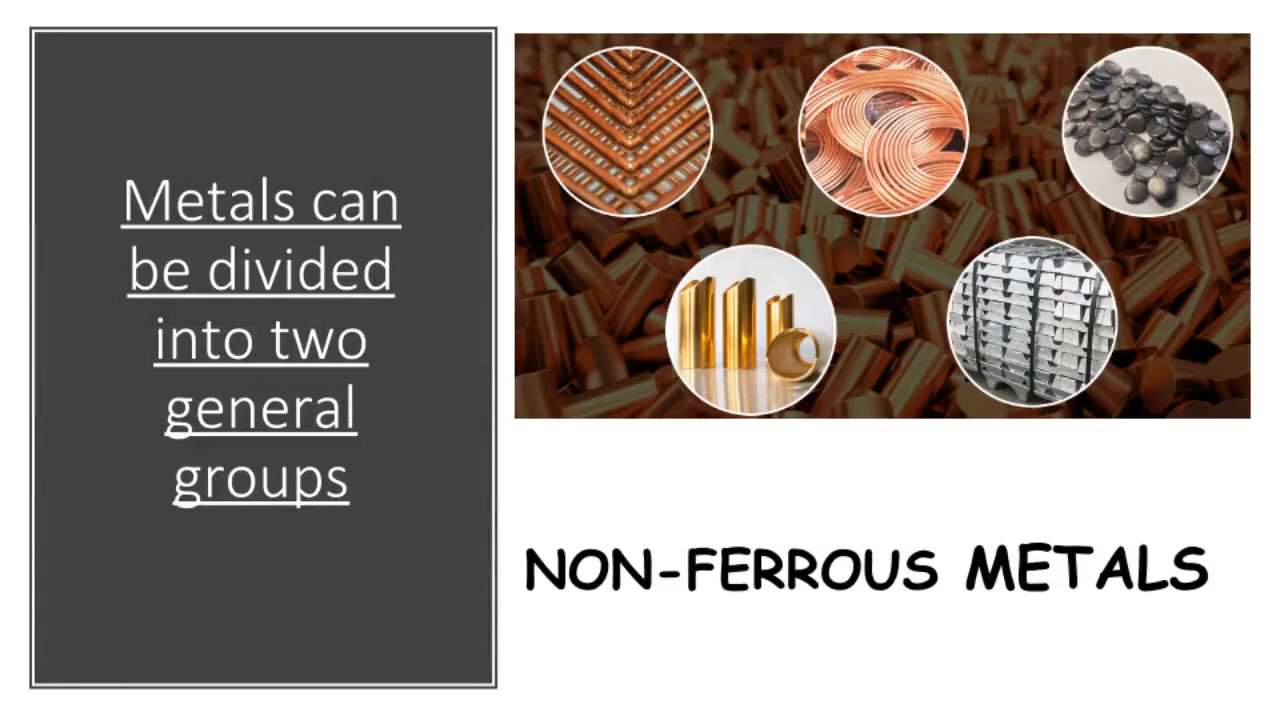 Metals can
be divided
into two
general
groups
NON-FERROUS METALS